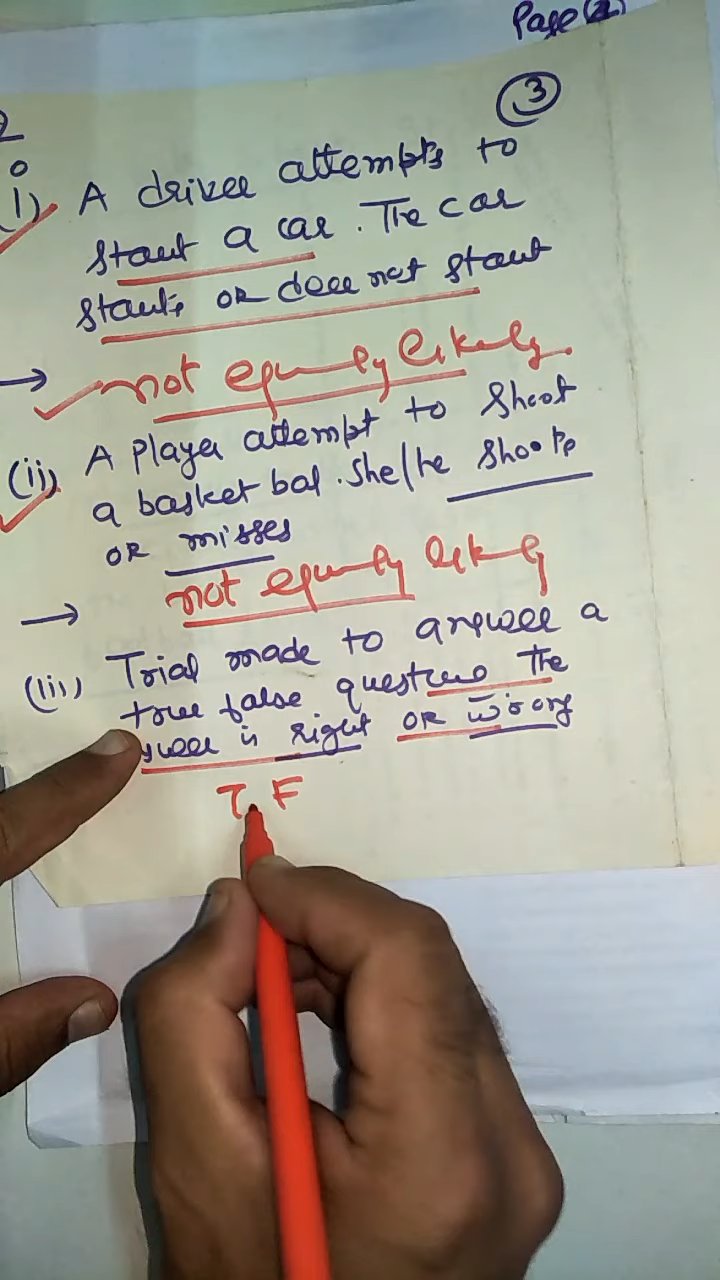 Page (2)
3
(1) A driver attempts to
start a car. The car
starts OR does not start
→ not equally likely.
(ii) A player attempt to shoot
a basket bal. She/he shoots
OR misses
→ not equally likely
(iii) Trial made to answer a
true false question the
is right OR wrong
T F